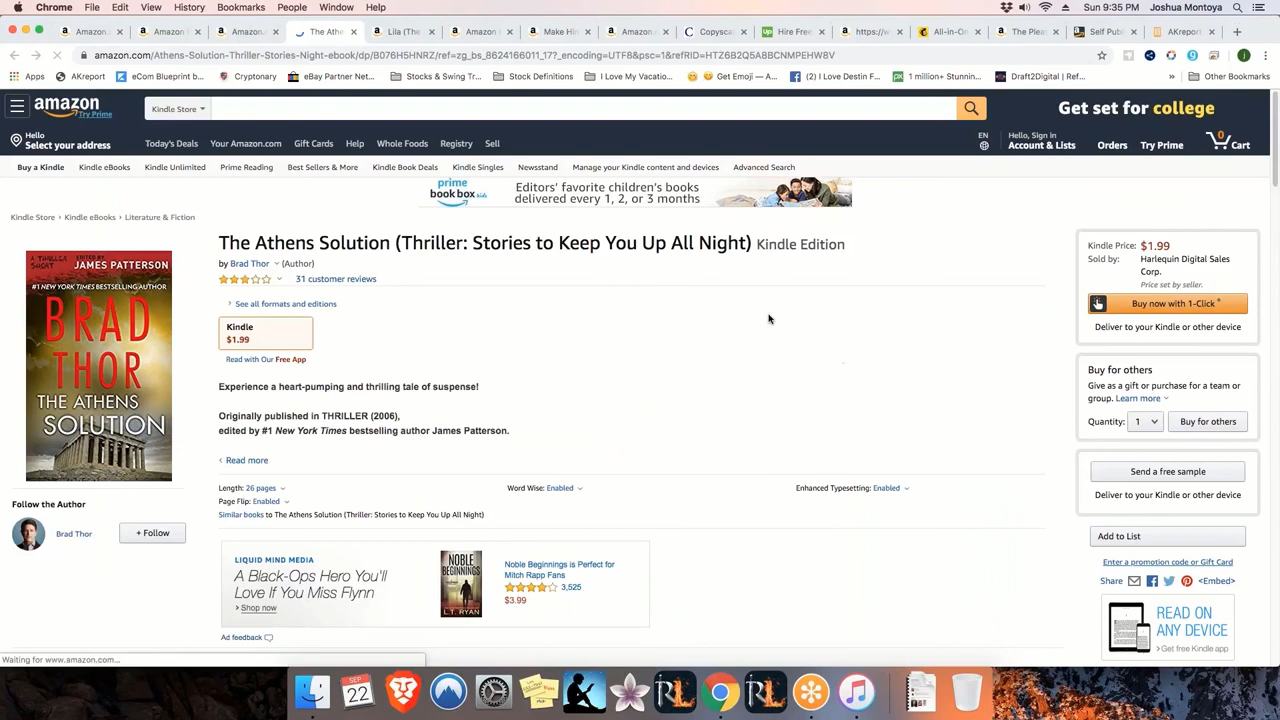 Chrome File Edit View History Bookmarks People Window Help Sun 9:35 PM Joshua Montoya
Amazon. Amazon Amazon. The Athe Lila (The Amazon Make Hin Amazon. Copysca Hire Free https://w All-in-On The Pleas Self Publ AKreport
amazon.com/Athens-Solution-Thriller-Stories-Night-ebook/dp/B076H5HNRZ/ref=zg_bs_8624166011_17?_encoding=UTF8&psc=1&refRID=HTZ6B2Q5A8BCNMPEHW8V
Apps AKreport eCom Blueprint b... Cryptonary eBay Partner Net... Stocks & Swing Tr... Stock Definitions I Love My Vacatio... Get Emoji — A... (2) I Love Destin F... 1 million+ Stunnin... Draft2Digital | Ref... » Other Bookmarks
amazon Try Prime Kindle Store Get set for college
Hello
Select your address
Today's Deals Your Amazon.com Gift Cards Help Whole Foods Registry Sell EN Hello, Sign in
Account & Lists Orders Try Prime 0 Cart
Buy a Kindle Kindle eBooks Kindle Unlimited Prime Reading Best Sellers & More Kindle Book Deals Kindle Singles Newsstand Manage your Kindle content and devices Advanced Search
prime book box kids Editors' favorite children's books
delivered every 1, 2, or 3 months
Kindle Store › Kindle eBooks › Literature & Fiction
The Athens Solution (Thriller: Stories to Keep You Up All Night) Kindle Edition
by Brad Thor (Author)
31 customer reviews
See all formats and editions
Kindle
$1.99
Read with Our Free App
Experience a heart-pumping and thrilling tale of suspense!
Originally published in THRILLER (2006),
edited by #1 New York Times bestselling author James Patterson.
Read more
Length: 26 pages Word Wise: Enabled Enhanced Typesetting: Enabled
Page Flip: Enabled
Similar books to The Athens Solution (Thriller: Stories to Keep You Up All Night)
A THRILLER SHORT EDITED BY JAMES PATTERSON
#1 NEW YORK TIMES BESTSELLING AUTHOR
BRAD
THOR
THE ATHENS
SOLUTION
Follow the Author
Brad Thor + Follow
LIQUID MIND MEDIA
A Black-Ops Hero You'll
Love If You Miss Flynn
Shop now
NOBLE BEGINNINGS
L.T. RYAN
Noble Beginnings is Perfect for
Mitch Rapp Fans
3,525
$3.99
Ad feedback
Kindle Price: $1.99
Sold by: Harlequin Digital Sales
Corp.
Price set by seller.
Buy now with 1-Click ®
Deliver to your Kindle or other device
Buy for others
Give as a gift or purchase for a team or
group. Learn more
Quantity: 1 Buy for others
Send a free sample
Deliver to your Kindle or other device
Add to List
Enter a promotion code or Gift Card
Share <Embed>
READ ON
ANY DEVICE
Get free Kindle app
Waiting for www.amazon.com...
SEP
22
RL
RL